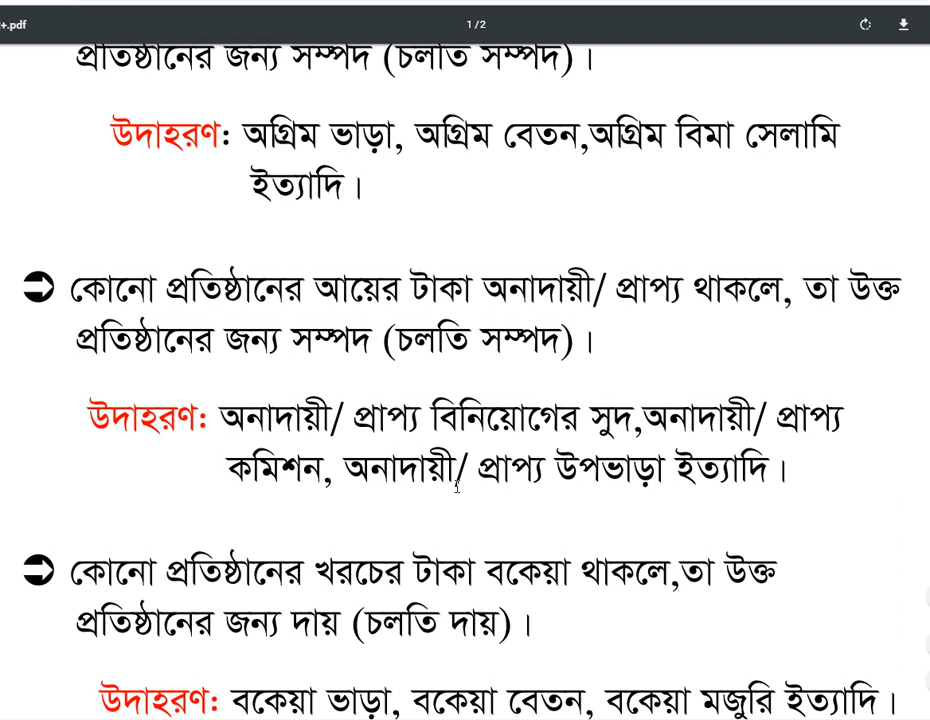 +.pdf
1/2
প্রতিষ্ঠানের জন্য সম্পদ (চলতি সম্পদ)।
উদাহরণ: অগ্রিম ভাড়া, অগ্রিম বেতন,অগ্রিম বিমা সেলামি
ইত্যাদি।
➲ কোনো প্রতিষ্ঠানের আয়ের টাকা অনাদায়ী/ প্রাপ্য থাকলে, তা উক্ত
প্রতিষ্ঠানের জন্য সম্পদ (চলতি সম্পদ)।
উদাহরণ: অনাদায়ী/ প্রাপ্য বিনিয়োগের সুদ,অনাদায়ী/ প্রাপ্য
কমিশন, অনাদায়ী/ প্রাপ্য উপভাড়া ইত্যাদি।
➲ কোনো প্রতিষ্ঠানের খরচের টাকা বকেয়া থাকলে,তা উক্ত
প্রতিষ্ঠানের জন্য দায় (চলতি দায়)।
উদাহরণ: বকেয়া ভাড়া, বকেয়া বেতন, বকেয়া মজুরি ইত্যাদি।